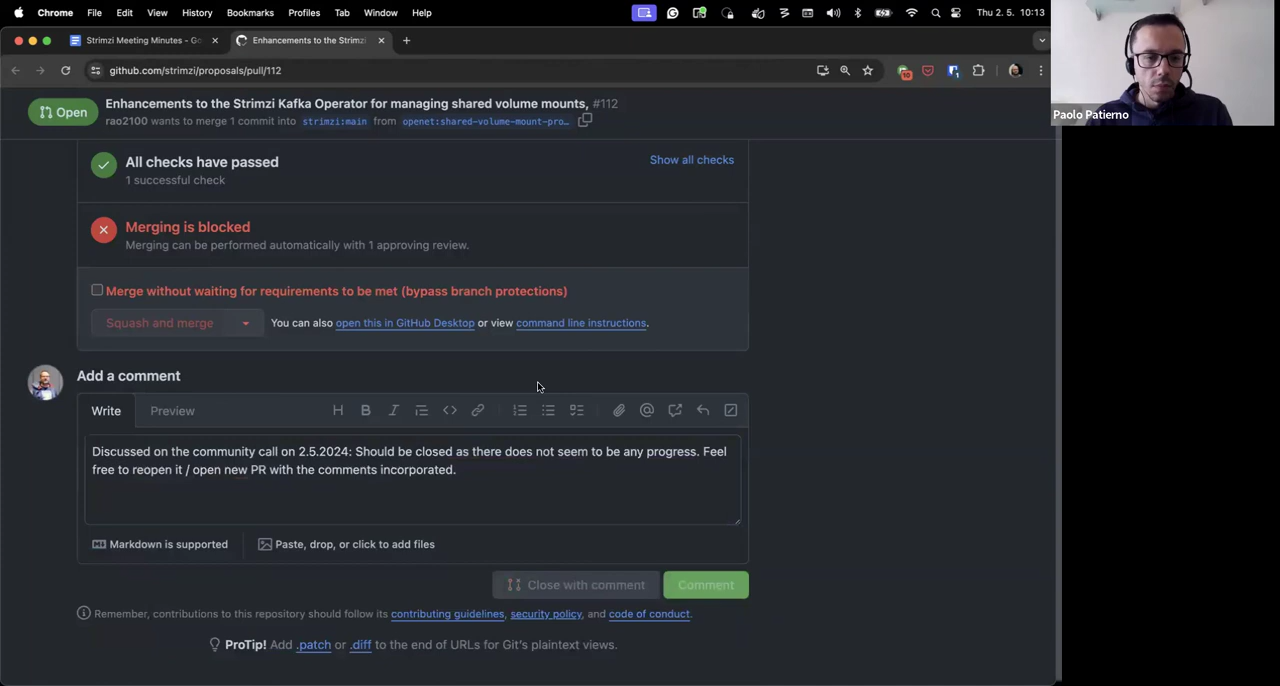 Chrome File Edit View History Bookmarks Profiles Tab Window Help Thu 2. 5. 10:13
Strimzi Meeting Minutes - Go
Enhancements to the Strimzi
github.com/strimzi/proposals/pull/112
10
1
Paolo Patierno
Open
Enhancements to the Strimzi Kafka Operator for managing shared volume mounts, #112
rao2100 wants to merge 1 commit into strimzi:main from openet:shared-volume-mount-pro…
All checks have passed
Show all checks
1 successful check
Merging is blocked
Merging can be performed automatically with 1 approving review.
Merge without waiting for requirements to be met (bypass branch protections)
Squash and merge
You can also open this in GitHub Desktop or view command line instructions.
Add a comment
Write Preview
H B I
Discussed on the community call on 2.5.2024: Should be closed as there does not seem to be any progress. Feel
free to reopen it / open new PR with the comments incorporated.
Markdown is supported
Paste, drop, or click to add files
Close with comment Comment
Remember, contributions to this repository should follow its contributing guidelines, security policy, and code of conduct.
ProTip! Add .patch or .diff to the end of URLs for Git's plaintext views.